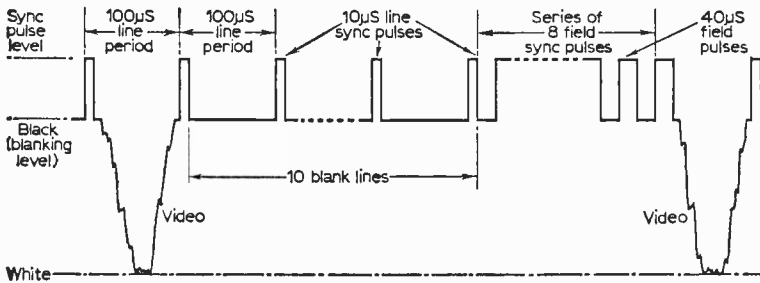 Sync
pulse
level
100µS
line
period
100µS
line
period
10µS line
sync pulses
Series of
8 field
sync pulses
40µS
field
pulses
Black
(blanking
level)
10 blank lines
Video
Video
White